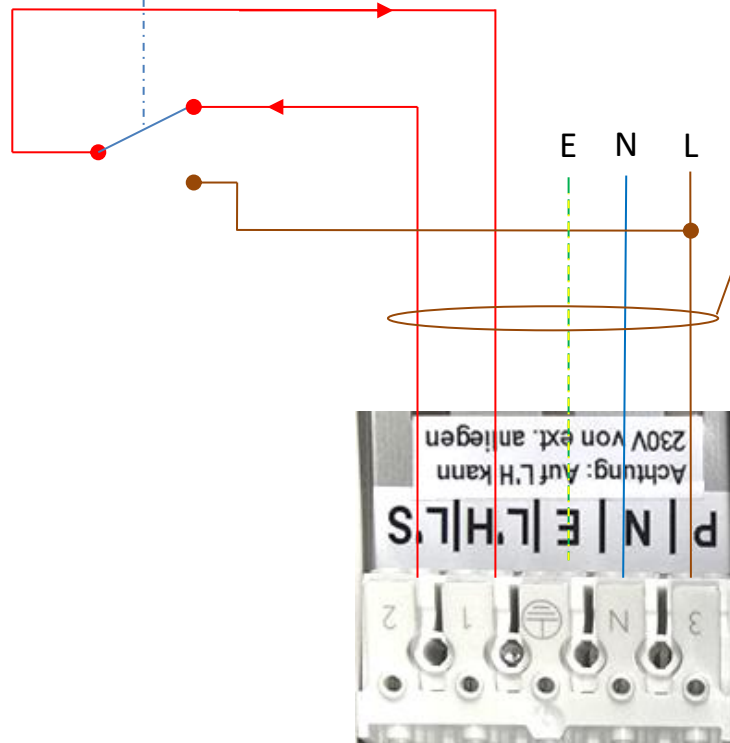 E N L
Achtung: Auf L'H kann
230V von ext. anliegen
P | N | E | L'H | L'S
3 N 1 2